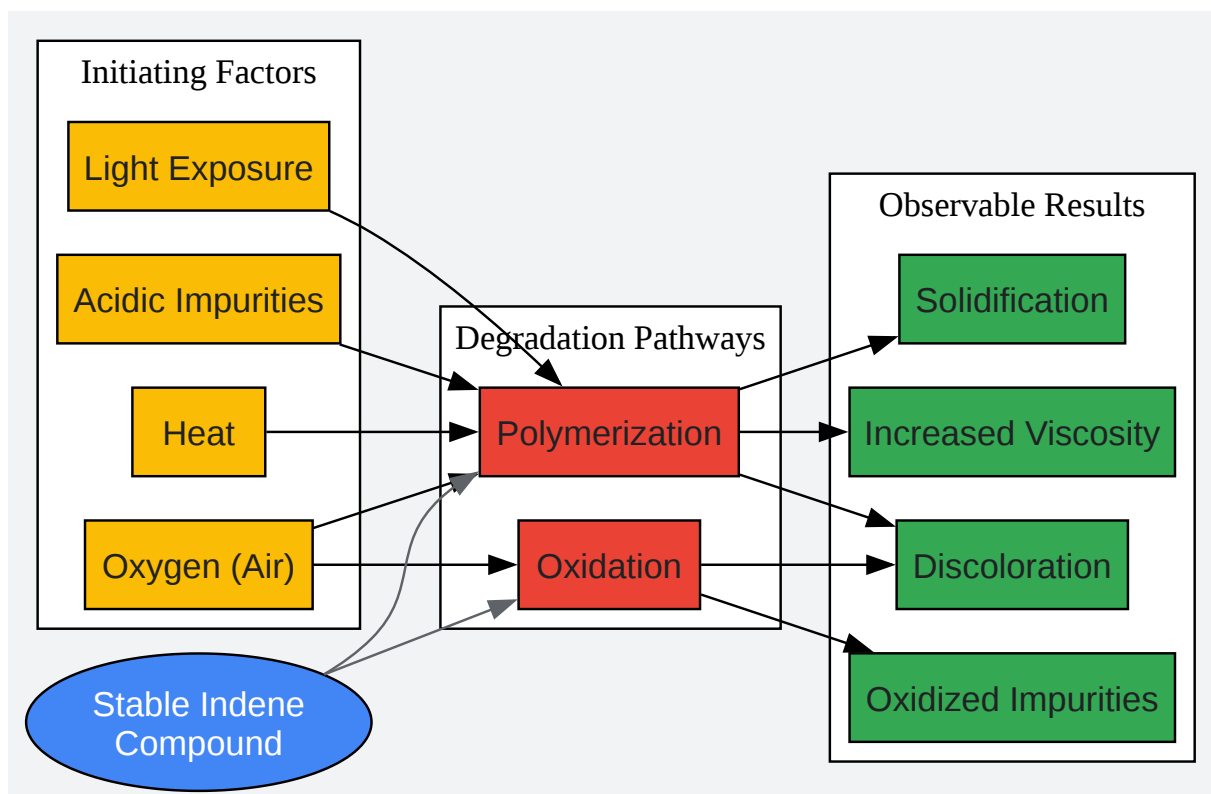 Initiating Factors
Light Exposure
Acidic Impurities
Heat
Oxygen (Air)
Stable Indene
Compound
Degradation Pathways
Polymerization
Oxidation
Observable Results
Solidification
Increased Viscosity
Discoloration
Oxidized Impurities